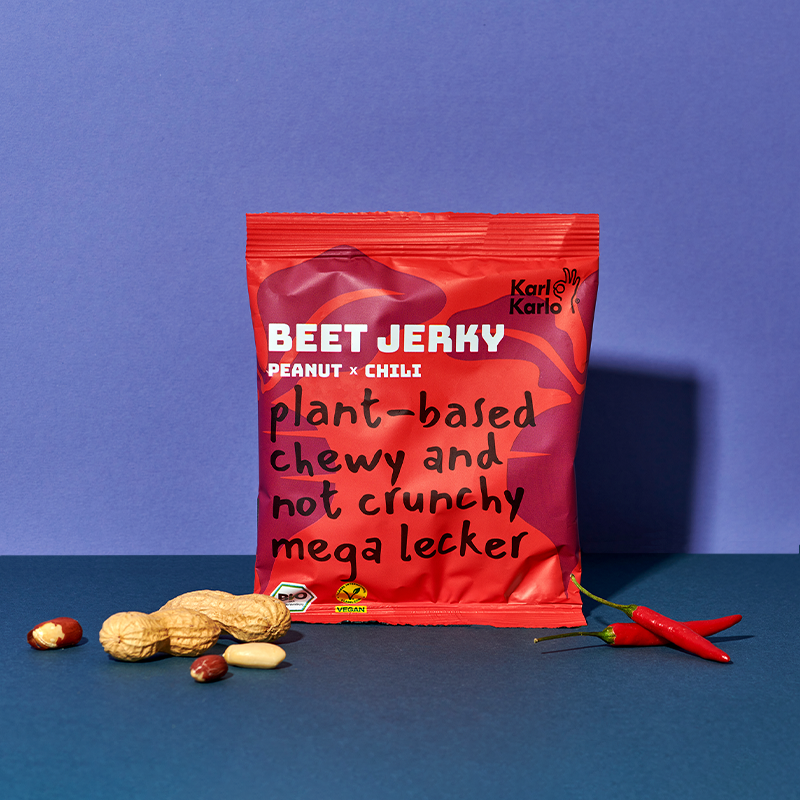 Karl
Karlo
BEET JERKY
PEANUT x CHILI
plant-based
chewy and
not crunchy
mega lecker
BIO
VEGAN